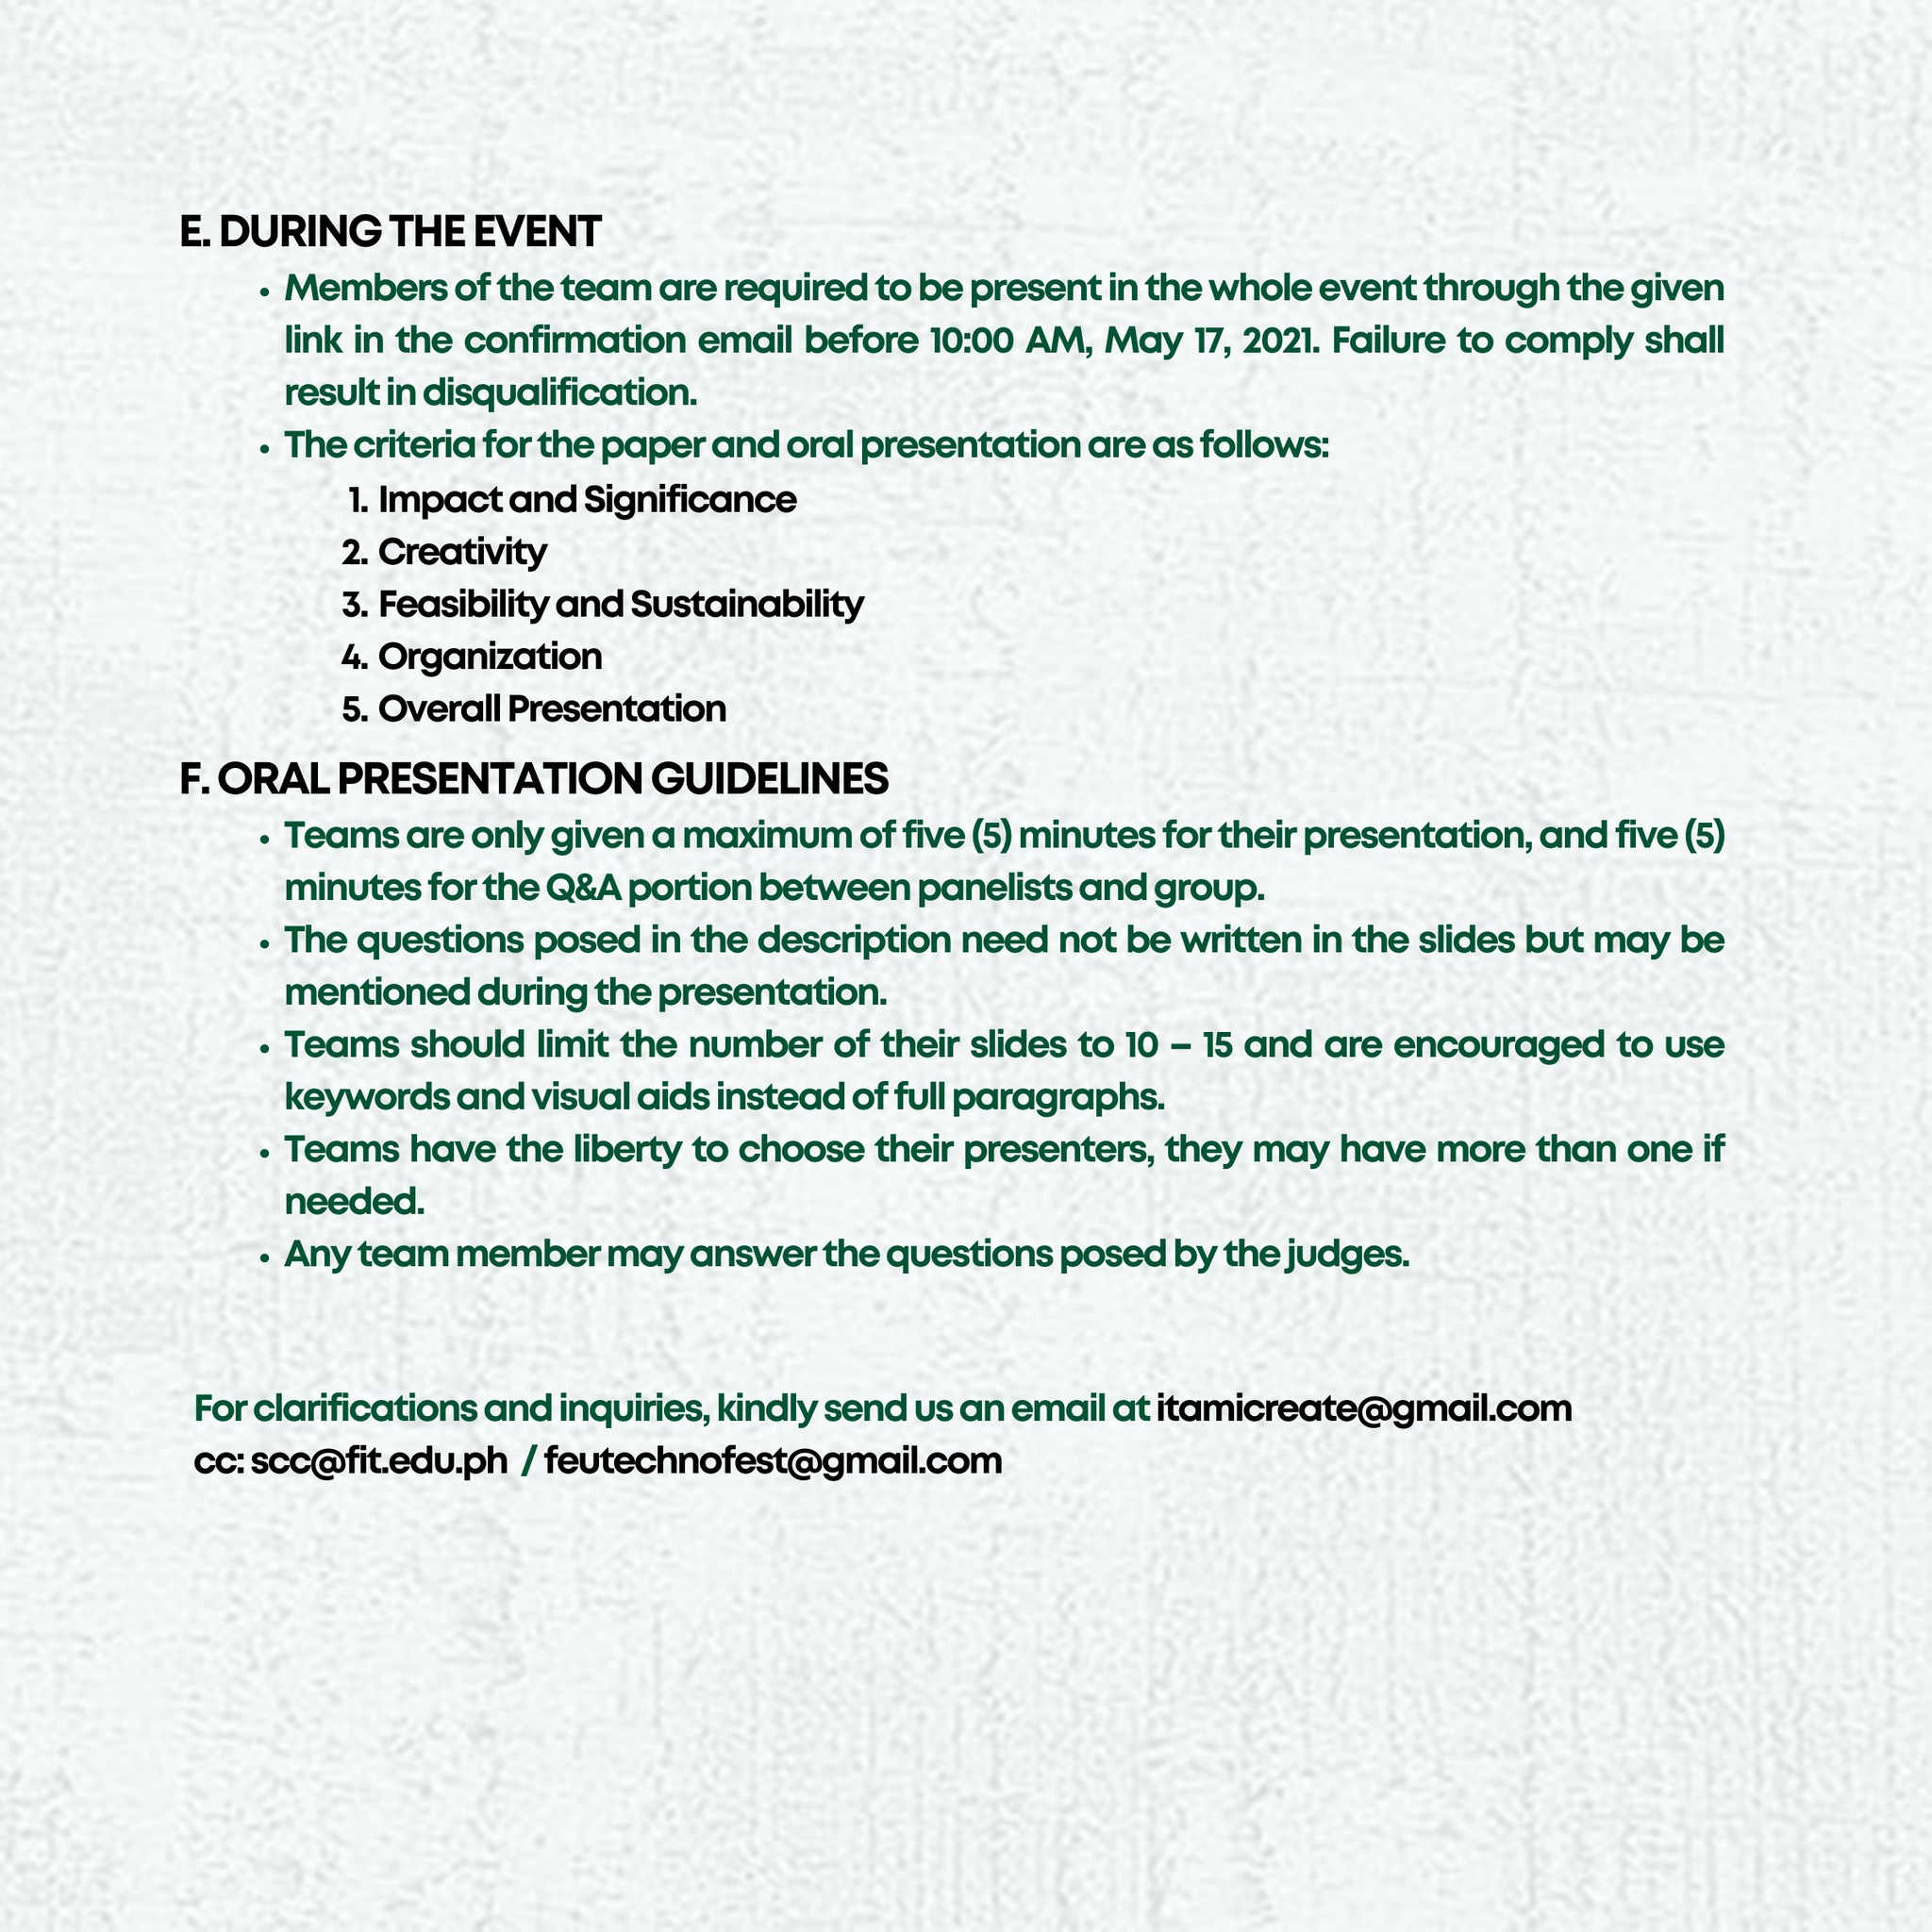 E. DURING THE EVENT
• Members of the team are required to be present in the whole event through the given
link in the confirmation email before 10:00 AM, May 17, 2021. Failure to comply shall
result in disqualification.
• The criteria for the paper and oral presentation are as follows:
1. Impact and Significance
2. Creativity
3. Feasibility and Sustainability
4. Organization
5. Overall Presentation
F. ORAL PRESENTATION GUIDELINES
• Teams are only given a maximum of five (5) minutes for their presentation, and five (5)
minutes for the Q&A portion between panelists and group.
• The questions posed in the description need not be written in the slides but may be
mentioned during the presentation.
• Teams should limit the number of their slides to 10 – 15 and are encouraged to use
keywords and visual aids instead of full paragraphs.
• Teams have the liberty to choose their presenters, they may have more than one if
needed.
• Any team member may answer the questions posed by the judges.
For clarifications and inquiries, kindly send us an email at itamicreate@gmail.com
cc: scc@fit.edu.ph / feutechnofest@gmail.com